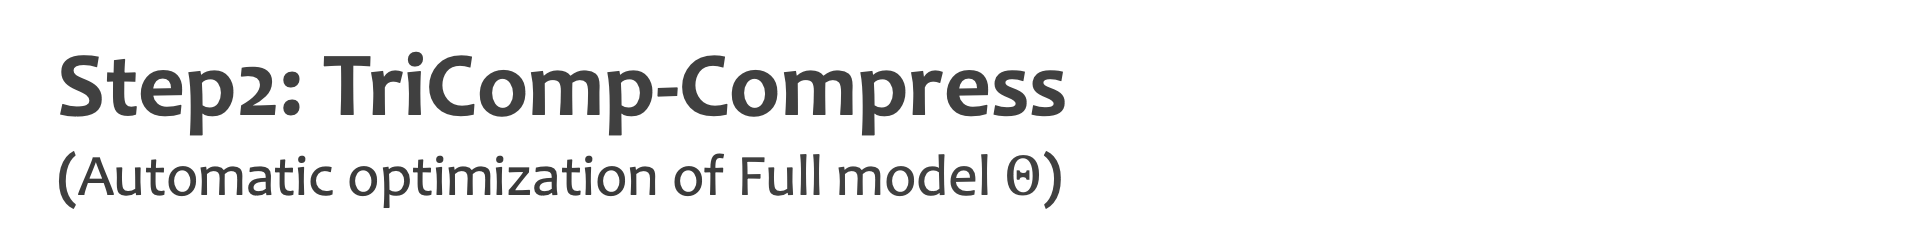 Step2: TriComp-Compress
(Automatic optimization of Full model Θ)